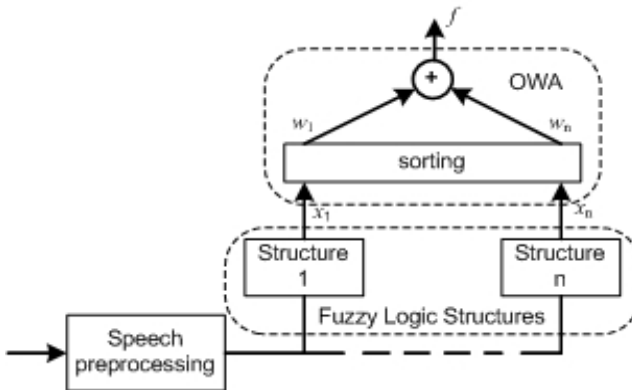 f
+
OWA
w1
wn
sorting
x1
xn
Structure
1
Structure
n
Fuzzy Logic Structures
Speech
preprocessing